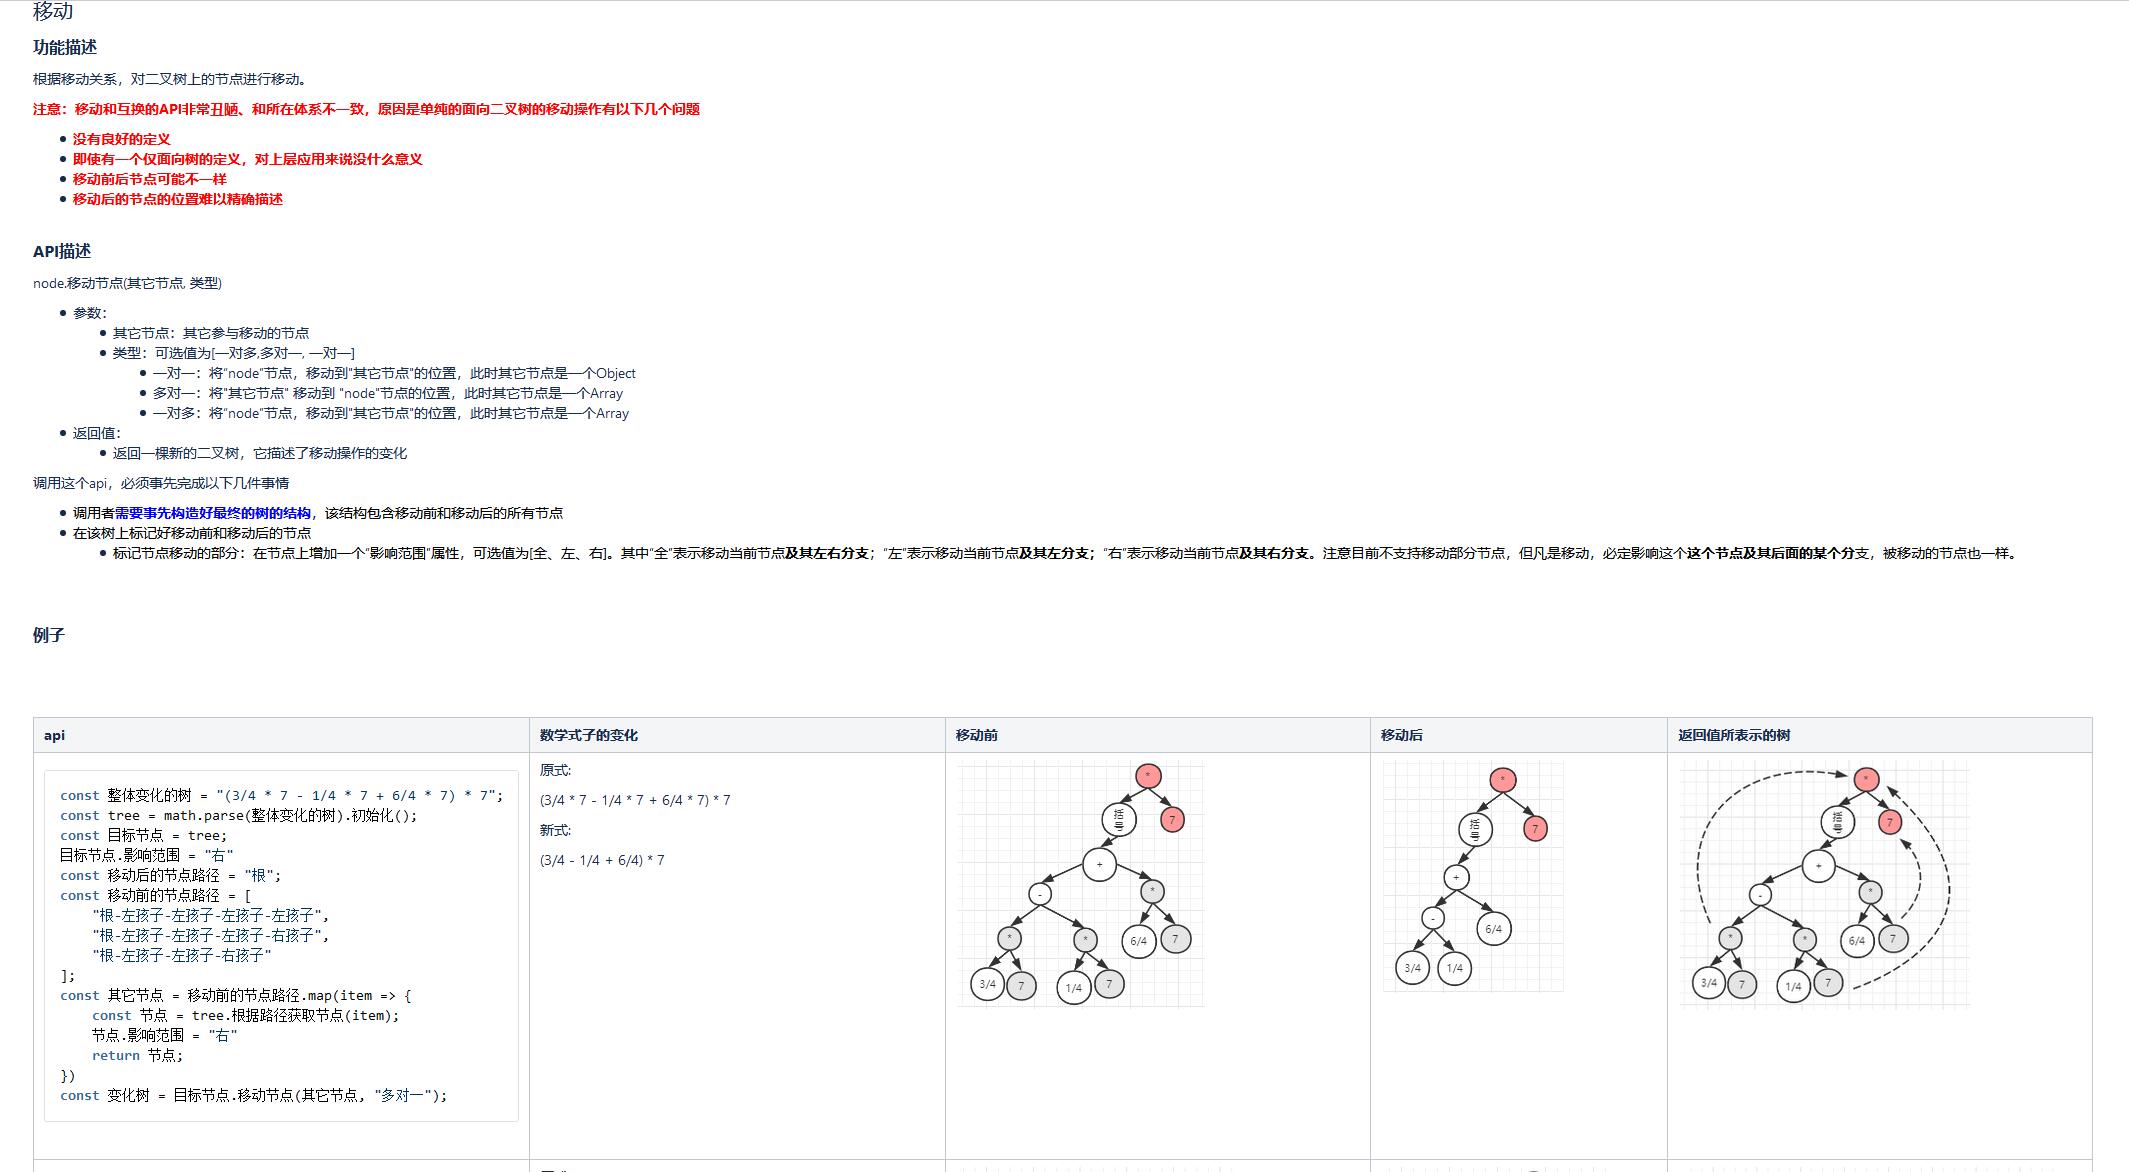 移动
功能描述
根据移动关系，对二叉树上的节点进行移动。
注意：移动和互换的API非常丑陋、和所在体系不一致，原因是单纯的面向二叉树的移动操作有以下几个问题
没有良好的定义
即使有一个仅面向树的定义，对上层应用来说没什么意义
移动前后节点可能不一样
移动后的节点的位置难以精确描述
API描述
node.移动节点(其它节点, 类型)
参数：
其它节点：其它参与移动的节点
类型：可选值为[一对多,多对一, 一对一]
一对一：将"node"节点，移动到"其它节点"的位置，此时其它节点是一个Object
多对一：将"其它节点" 移动到 "node"节点的位置，此时其它节点是一个Array
一对多：将"node"节点，移动到"其它节点"的位置，此时其它节点是一个Array
返回值：
返回一棵新的二叉树，它描述了移动操作的变化
调用这个api，必须事先完成以下几件事情
调用者需要事先构造好最终的树的结构，该结构包含移动前和移动后的所有节点
在该树上标记好移动前和移动后的节点
标记节点移动的部分：在节点上增加一个"影响范围"属性，可选值为[全、左、右]。其中"全"表示移动当前节点及其左右分支；"左"表示移动当前节点及其左分支；"右"表示移动当前节点及其右分支。注意目前不支持移动部分节点，但凡是移动，必定影响这个这个节点及其后面的某个分支，被移动的节点也一样。
例子
api 数学式子的变化 移动前 移动后 返回值所表示的树
const 整体变化的树 = "(3/4 * 7 - 1/4 * 7 + 6/4 * 7) * 7";
const tree = math.parse(整体变化的树).初始化();
const 目标节点 = tree;
目标节点.影响范围 = "右"
const 移动后的节点路径 = "根";
const 移动前的节点路径 = [
"根-左孩子-左孩子-左孩子-左孩子",
"根-左孩子-左孩子-左孩子-右孩子",
"根-左孩子-左孩子-右孩子"
];
const 其它节点 = 移动前的节点路径.map(item => {
const 节点 = tree.根据路径获取节点(item);
节点.影响范围 = "右"
return 节点;
})
const 变化树 = 目标节点.移动节点(其它节点, "多对一");
原式:
(3/4 * 7 - 1/4 * 7 + 6/4 * 7) * 7
新式:
(3/4 - 1/4 + 6/4) * 7
*
括号 7
+
- *
* * 6/4 7
3/4 7 1/4 7
*
括号 7
+
- 6/4
3/4 1/4
*
括号 7
+
- *
* * 6/4 7
3/4 7 1/4 7